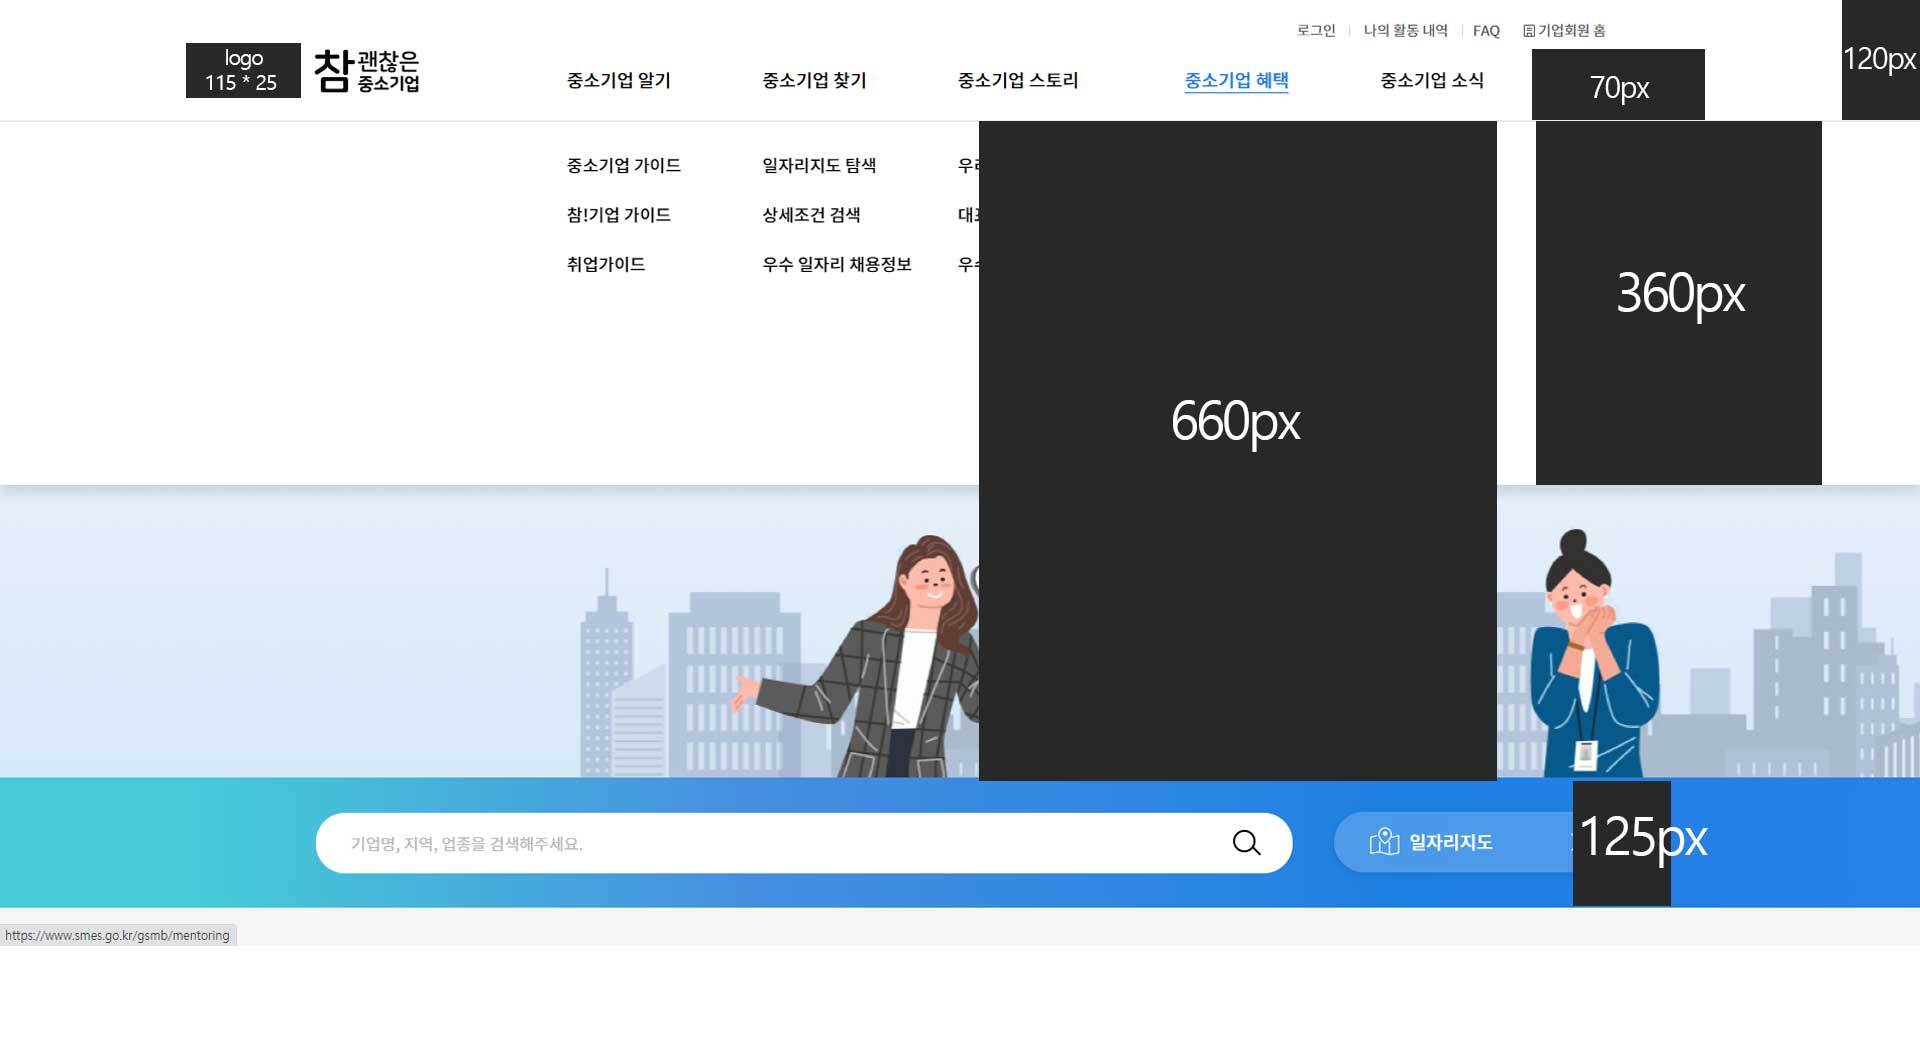 로그인
나의 활동 내역
FAQ
기업회원 홈
logo
115 * 25
참 괜찮은
중소기업
중소기업 알기
중소기업 찾기
중소기업 스토리
중소기업 혜택
중소기업 소식
70px
120px
중소기업 가이드
일자리지도 탐색
참!기업 가이드
상세조건 검색
취업가이드
우수 일자리 채용정보
360px
660px
기업명, 지역, 업종을 검색해주세요.
일자리지도
125px
https://www.smes.go.kr/gsmb/mentoring